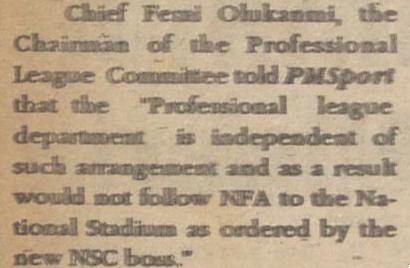 Chief Femi Olukanmi, the
Chairman of the Professional
League Committee told PMSport
that the "Professional league
department is independent of
such arrangement and as a result
would not follow NFA to the Na-
tional Stadium as ordered by the
new NSC boss."